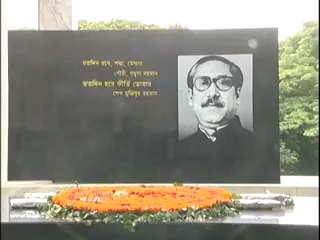 যতদিন রবে, পদ্মা, মেঘনা
গৌরী, যমুনা বহমান
ততদিন রবে কীর্তি তোমার
শেখ মুজিবুর রহমান